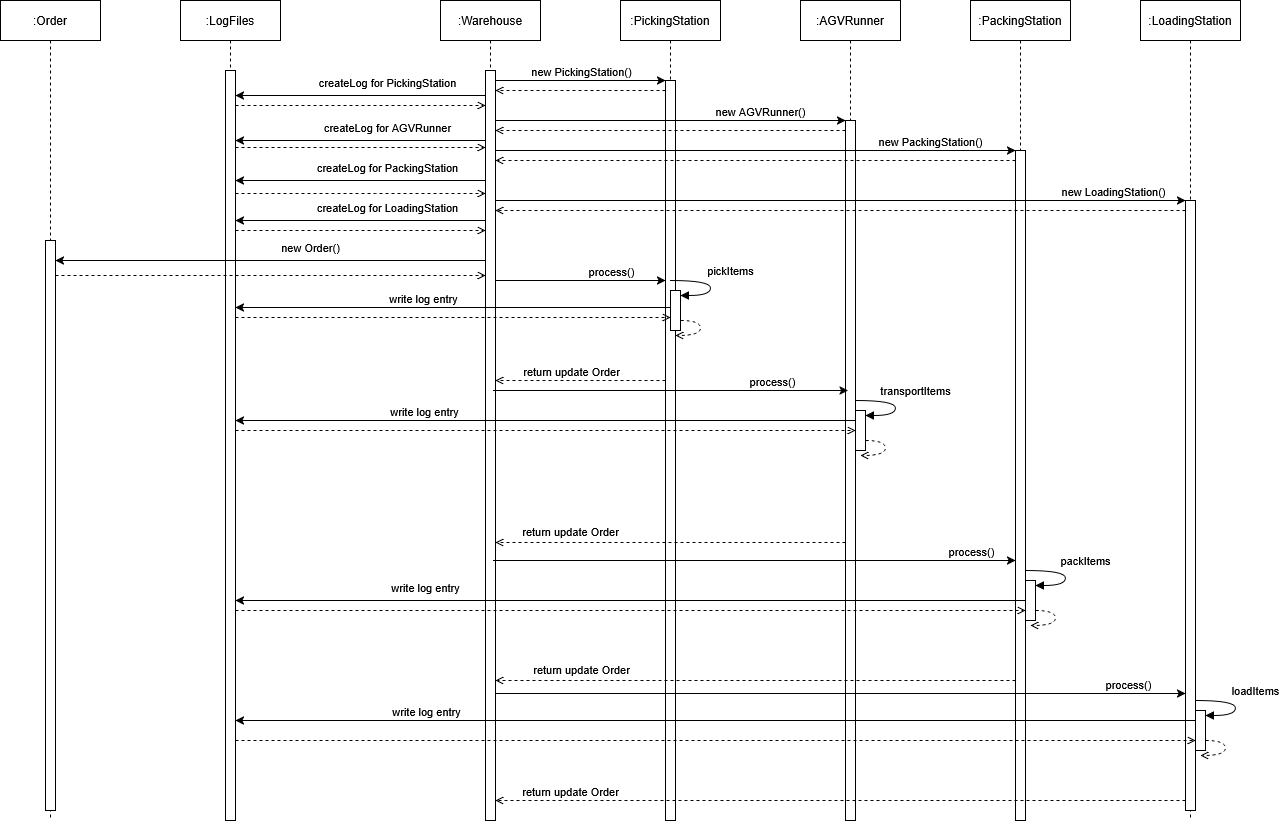 :Order
:LogFiles
:Warehouse
:PickingStation
:AGVRunner
:PackingStation
:LoadingStation
new PickingStation()
createLog for PickingStation
new AGVRunner()
createLog for AGVRunner
new PackingStation()
createLog for PackingStation
new LoadingStation()
createLog for LoadingStation
new Order()
process()
pickItems
write log entry
return update Order
process()
transportItems
write log entry
return update Order
process()
packItems
write log entry
return update Order
process()
loadItems
write log entry
return update Order